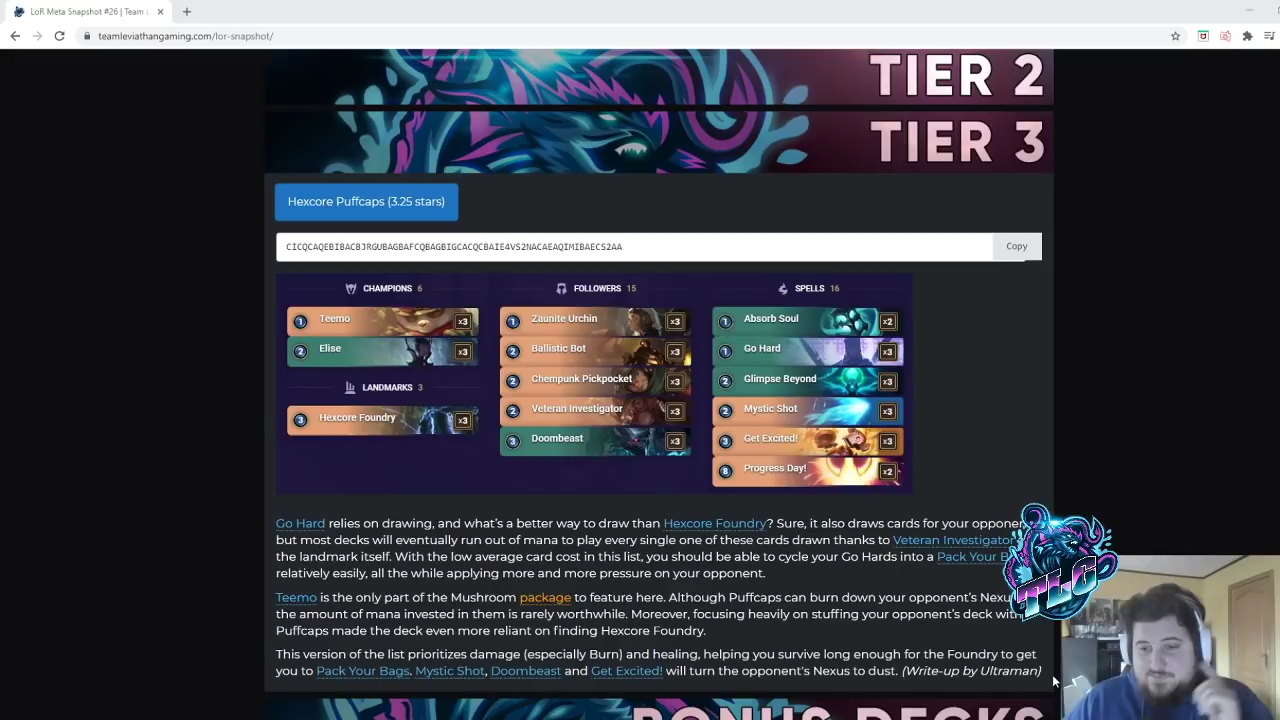 LoR Meta Snapshot #26 | Team L
teamleviathangaming.com/lor-snapshot/
TIER 2
TIER 3
Hexcore Puffcaps (3.25 stars)
CICQCAQEBIBACBJRGUBAGBAFCQBAGBIGCACQCBAIE4VS2NACAEAQIMIBAECS2AA
Copy
CHAMPIONS 6
1 Teemo x3
2 Elise x3
LANDMARKS 3
3 Hexcore Foundry x3
FOLLOWERS 15
1 Zaunite Urchin x3
2 Ballistic Bot x3
2 Chempunk Pickpocket x3
2 Veteran Investigator x3
3 Doombeast x3
SPELLS 16
1 Absorb Soul x2
1 Go Hard x3
2 Glimpse Beyond x3
2 Mystic Shot x3
3 Get Excited! x3
8 Progress Day! x2
Go Hard relies on drawing, and what's a better way to draw than Hexcore Foundry? Sure, it also draws cards for your opponen
but most decks will eventually run out of mana to play every single one of these cards drawn thanks to Veteran Investigator
the landmark itself. With the low average card cost in this list, you should be able to cycle your Go Hards into a Pack Your B
relatively easily, all the while applying more and more pressure on your opponent.
Teemo is the only part of the Mushroom package to feature here. Although Puffcaps can burn down your opponent's Nexu
the amount of mana invested in them is rarely worthwhile. Moreover, focusing heavily on stuffing your opponent's deck with
Puffcaps made the deck even more reliant on finding Hexcore Foundry.
This version of the list prioritizes damage (especially Burn) and healing, helping you survive long enough for the Foundry to get
you to Pack Your Bags. Mystic Shot, Doombeast and Get Excited! will turn the opponent's Nexus to dust. (Write-up by Ultraman)
TLG
BONUS DECKS